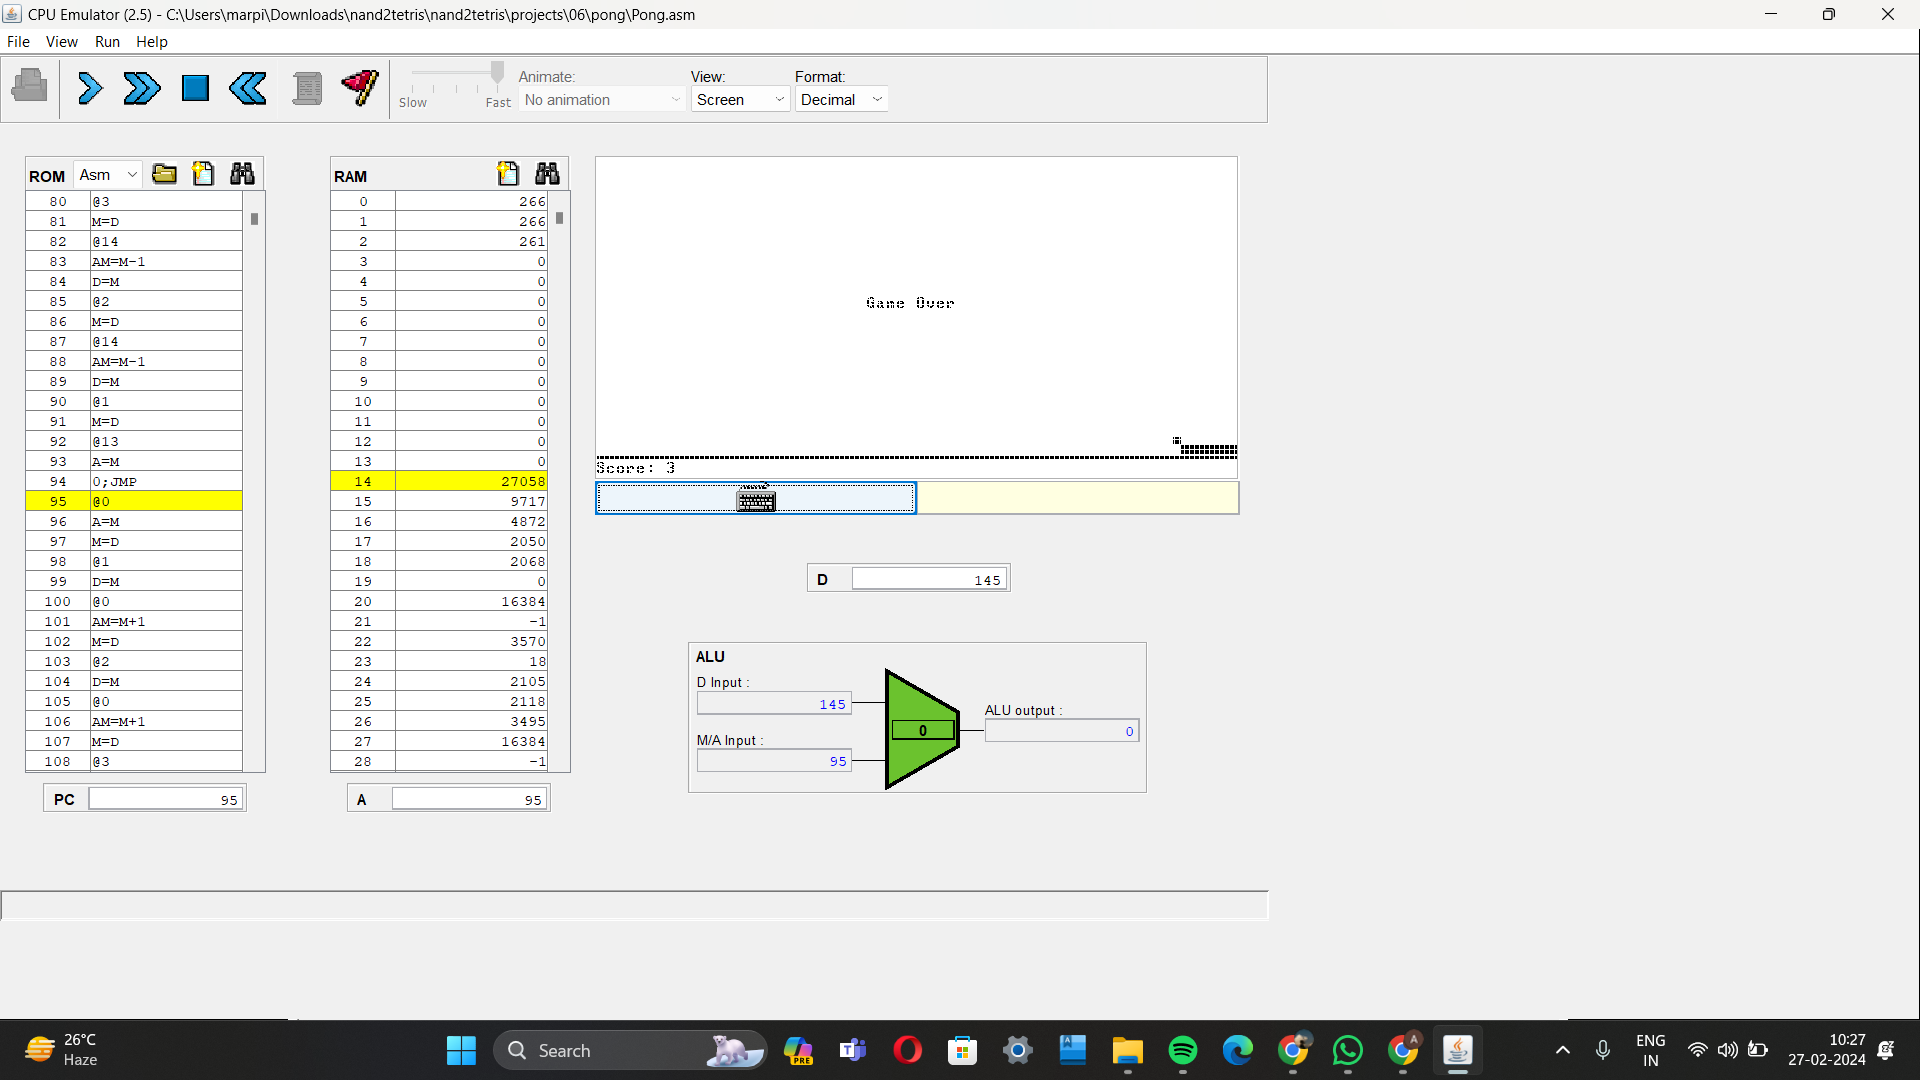 CPU Emulator (2.5) - C:\Users\marpi\Downloads\nand2tetris\nand2tetris\projects\06\pong\Pong.asm
File View Run Help
Slow Fast
Animate:
No animation
View:
Screen
Format:
Decimal
ROM Asm
80 @3
81 M=D
82 @14
83 AM=M-1
84 D=M
85 @2
86 M=D
87 @14
88 AM=M-1
89 D=M
90 @1
91 M=D
92 @13
93 A=M
94 0;JMP
95 @0
96 A=M
97 M=D
98 @1
99 D=M
100 @0
101 AM=M+1
102 M=D
103 @2
104 D=M
105 @0
106 AM=M+1
107 M=D
108 @3
PC 95
RAM
0 266
1 266
2 261
3 0
4 0
5 0
6 0
7 0
8 0
9 0
10 0
11 0
12 0
13 0
14 27058
15 9717
16 4872
17 2050
18 2068
19 0
20 16384
21 -1
22 3570
23 18
24 2105
25 2118
26 3495
27 16384
28 -1
A 95
Game Over
Score: 3
D 145
ALU
D Input :
145
M/A Input :
95
0
ALU output :
0
26°C
Haze
Search
PRE
ENG
IN
10:27
27-02-2024